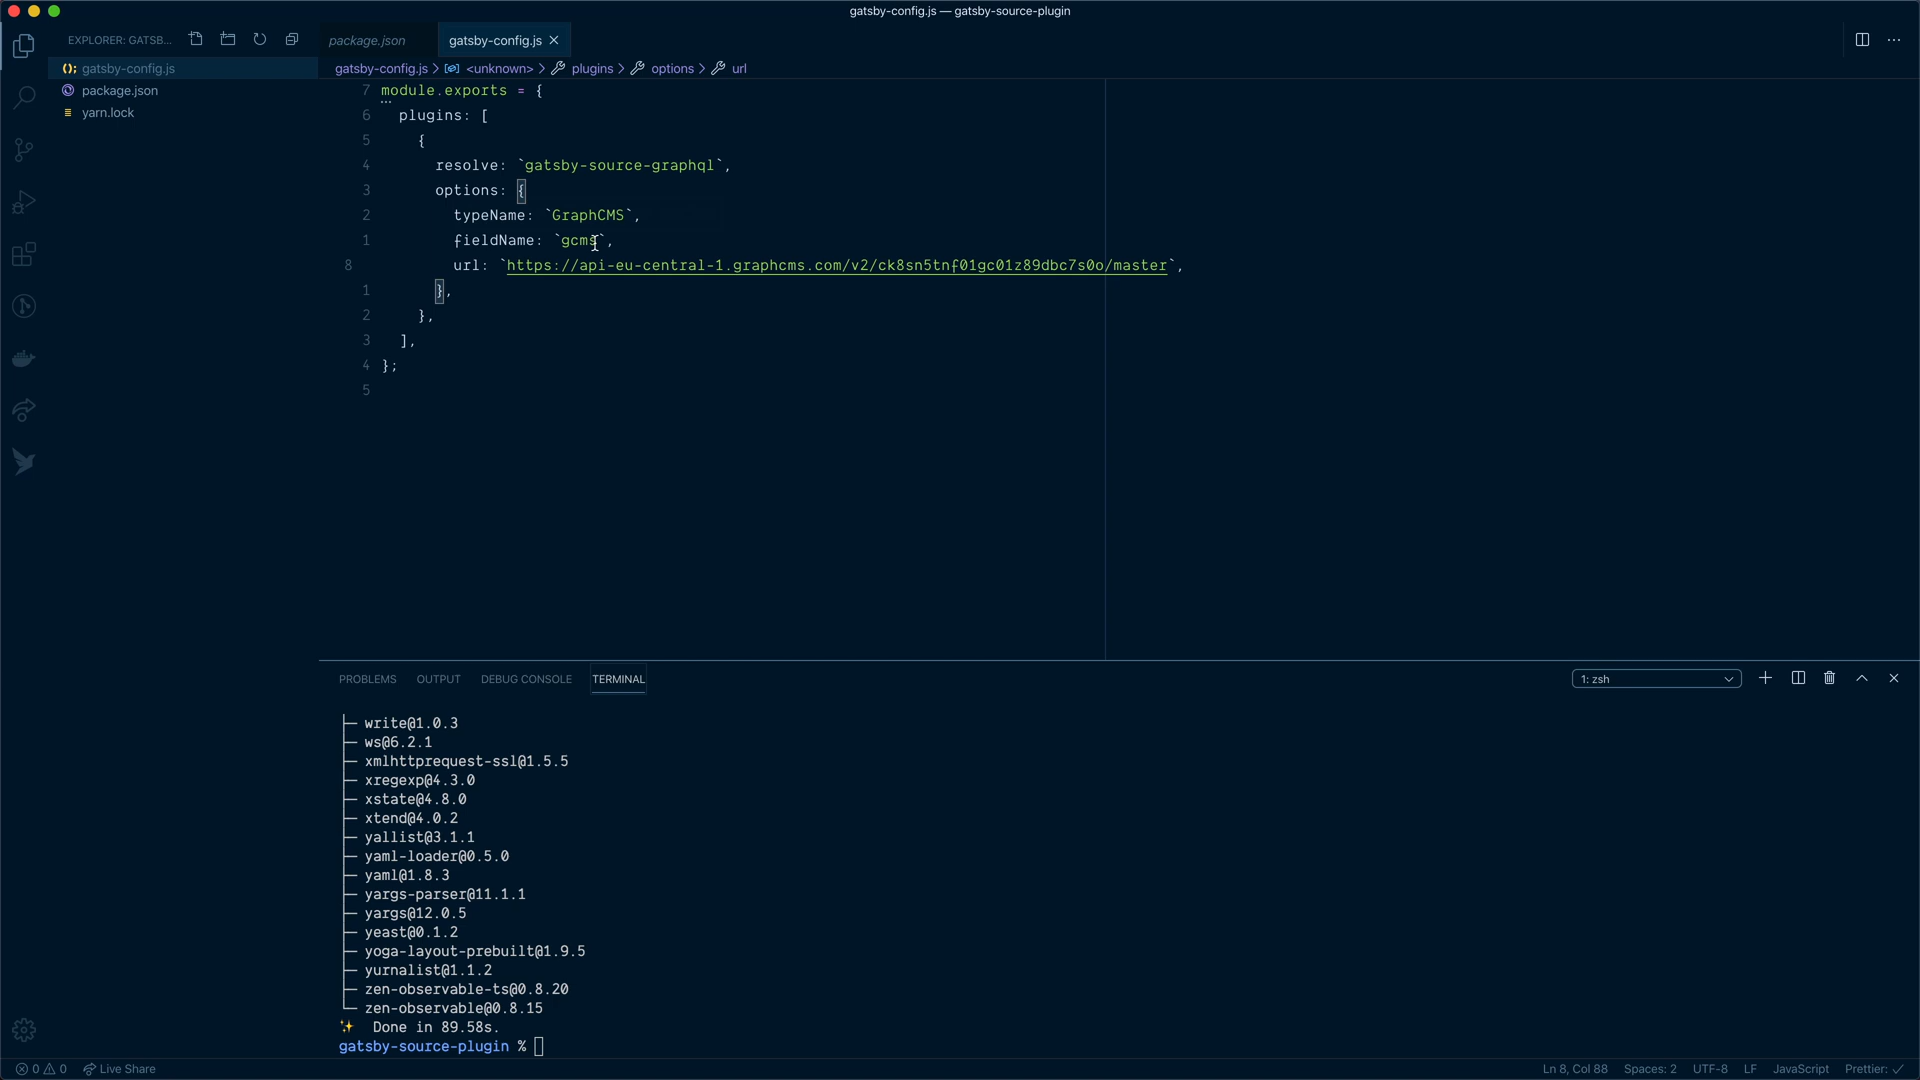 gatsby-config.js — gatsby-source-plugin
EXPLORER: GATSB...
package.json
gatsby-config.js
gatsby-config.js
package.json
yarn.lock
gatsby-config.js > <unknown> > plugins > options > url
7 module.exports = {
6 plugins: [
5 {
4 resolve: `gatsby-source-graphql`,
3 options: {
2 typeName: `GraphCMS`,
1 fieldName: `gcms`,
8 url: `https://api-eu-central-1.graphcms.com/v2/ck8sn5tnf01gc01z89dbc7s0o/master`,
1 },
2 },
3 ],
4 };
5
PROBLEMS OUTPUT DEBUG CONSOLE TERMINAL
1: zsh
├─ write@1.0.3
├─ ws@6.2.1
├─ xmlhttprequest-ssl@1.5.5
├─ xregexp@4.3.0
├─ xstate@4.8.0
├─ xtend@4.0.2
├─ yallist@3.1.1
├─ yaml-loader@0.5.0
├─ yaml@1.8.3
├─ yargs-parser@11.1.1
├─ yargs@12.0.5
├─ yeast@0.1.2
├─ yoga-layout-prebuilt@1.9.5
├─ yurnalist@1.1.2
├─ zen-observable-ts@0.8.20
└─ zen-observable@0.8.15
✨ Done in 89.58s.
gatsby-source-plugin %
0 0 Live Share
Ln 8, Col 88 Spaces: 2 UTF-8 LF JavaScript Prettier: ✓